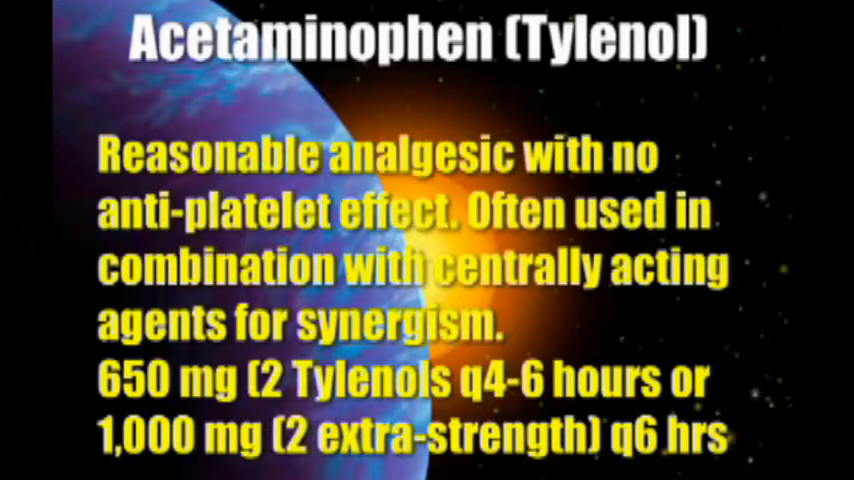 Acetaminophen (Tylenol)
Reasonable analgesic with no
anti-platelet effect. Often used in
combination with centrally acting
agents for synergism.
650 mg (2 Tylenols q4-6 hours or
1,000 mg (2 extra-strength) q6 hrs